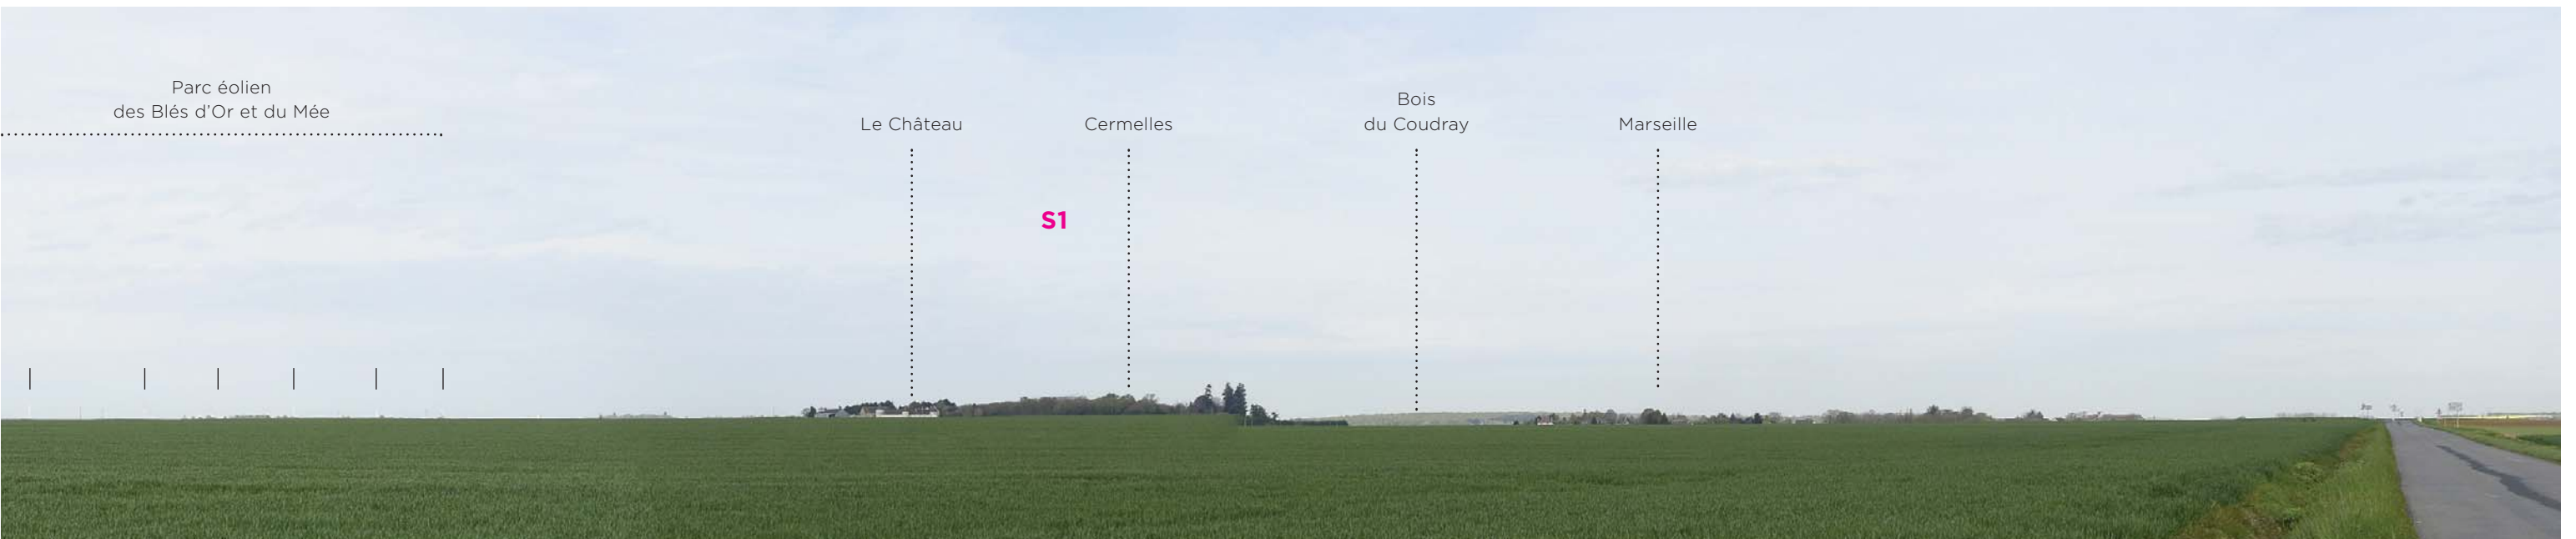 Parc éolien
des Blés d'Or et du Mée
Le Château
Cermelles
Bois
du Coudray
Marseille
S1